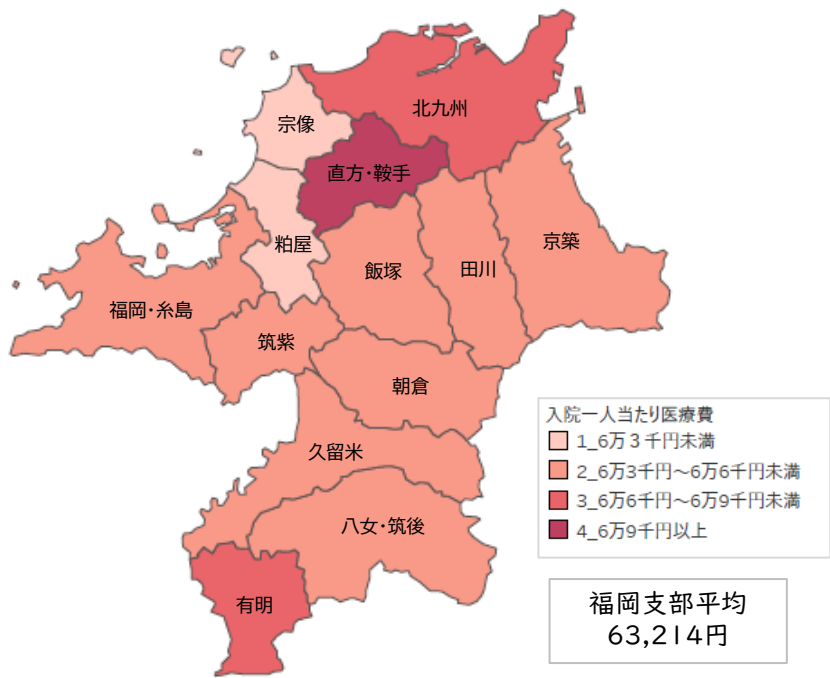 北九州
宗像
直方・鞍手
粕屋
京築
飯塚
田川
福岡・糸島
筑紫
朝倉
久留米
八女・筑後
有明
入院一人当たり医療費
1_6万3千円未満
2_6万3千円～6万6千円未満
3_6万6千円～6万9千円未満
4_6万9千円以上
福岡支部平均
63,214円